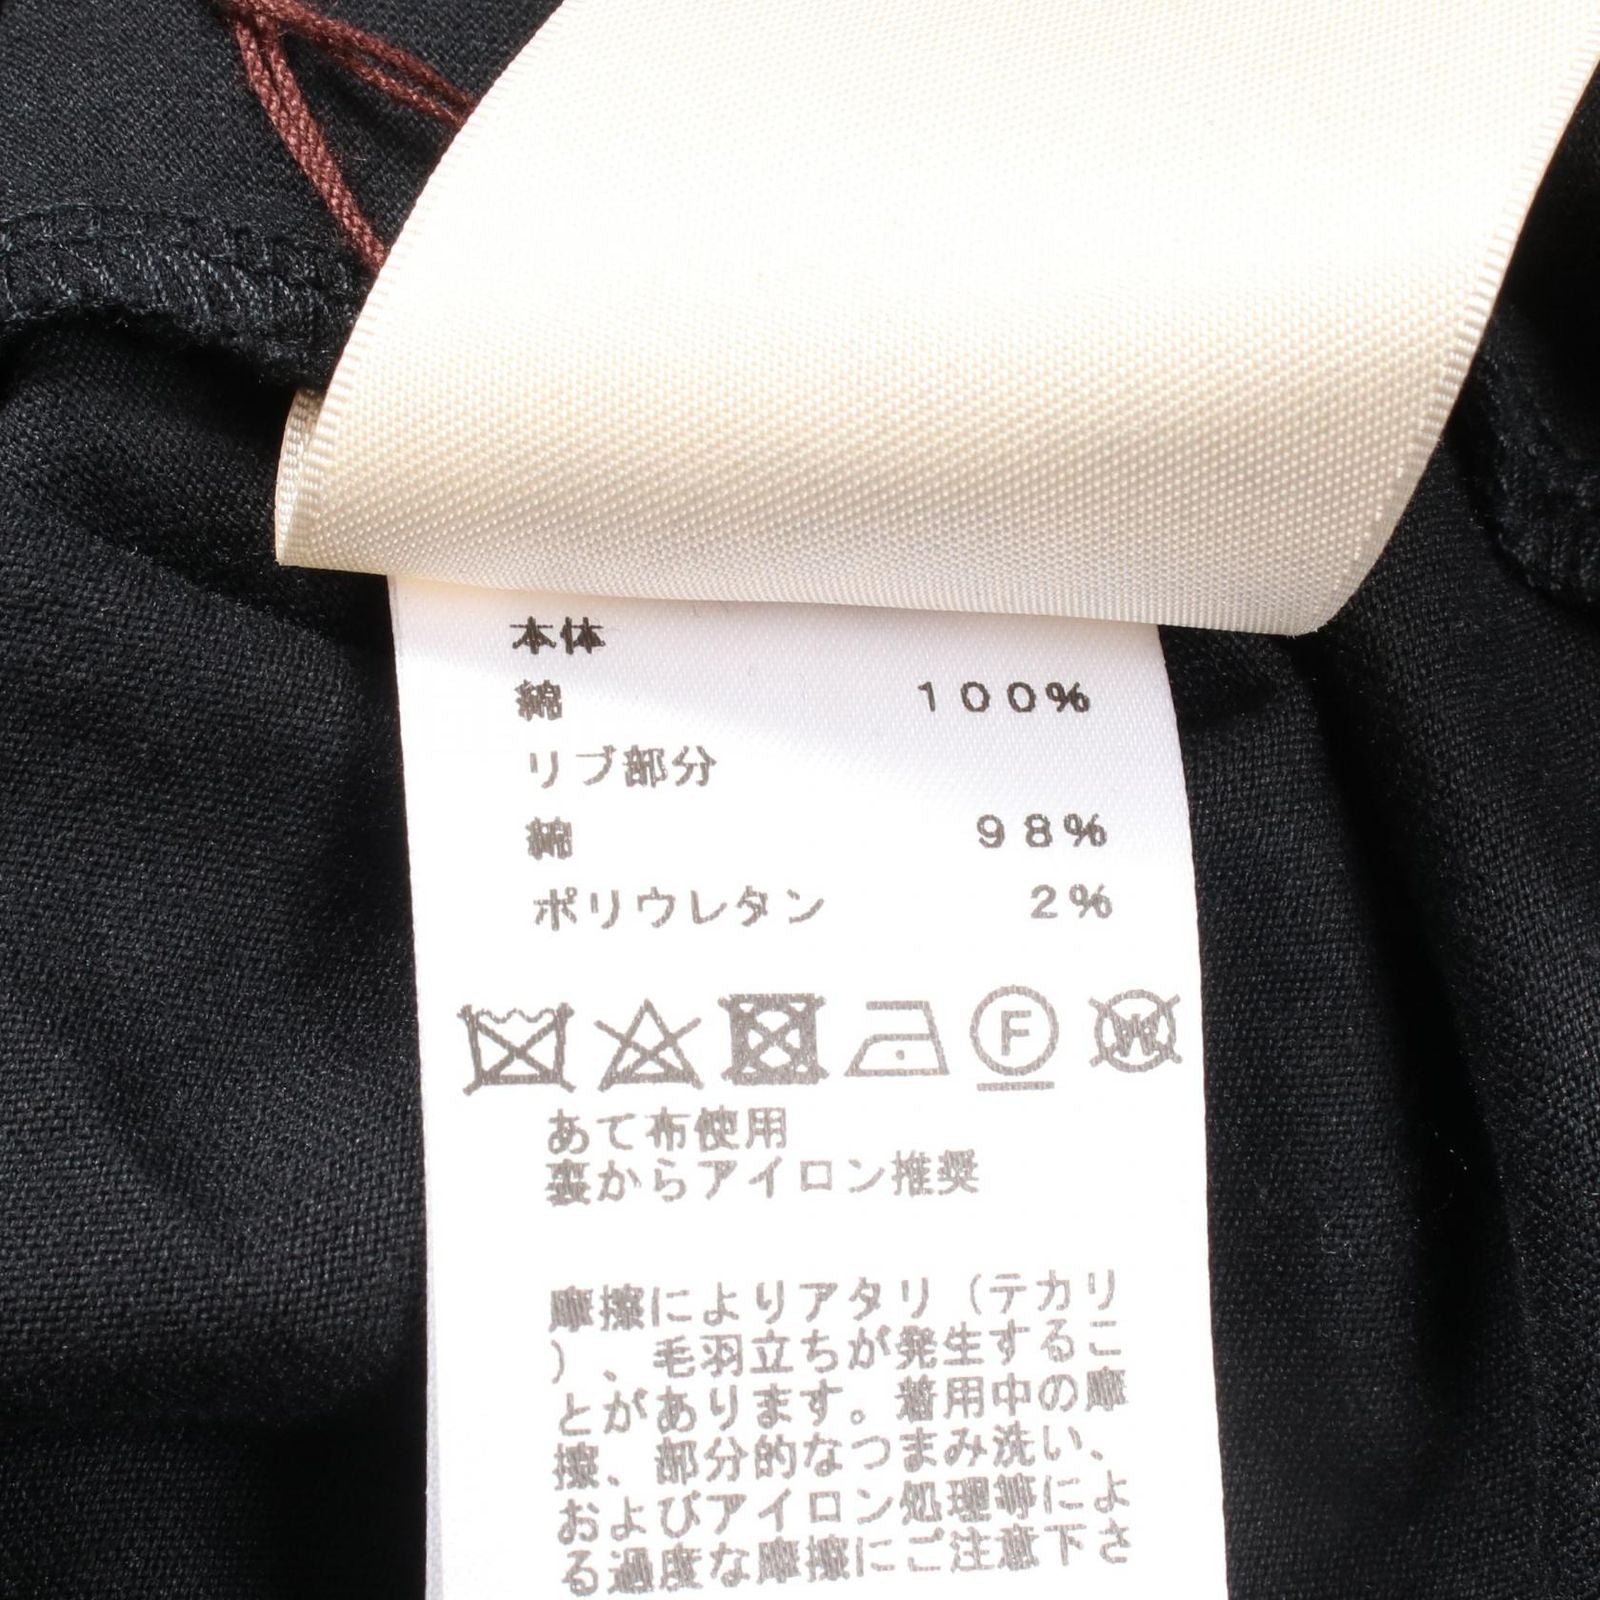 本体
綿 100%
リブ部分
綿 98%
ポリウレタン 2%
F W
あて布使用
裏からアイロン推奨
摩擦によりアタリ（テカリ
）、毛羽立ちが発生するこ
とがあります。着用中の摩
擦、部分的なつまみ洗い、
およびアイロン処理等によ
る過度な摩擦にご注意下さ